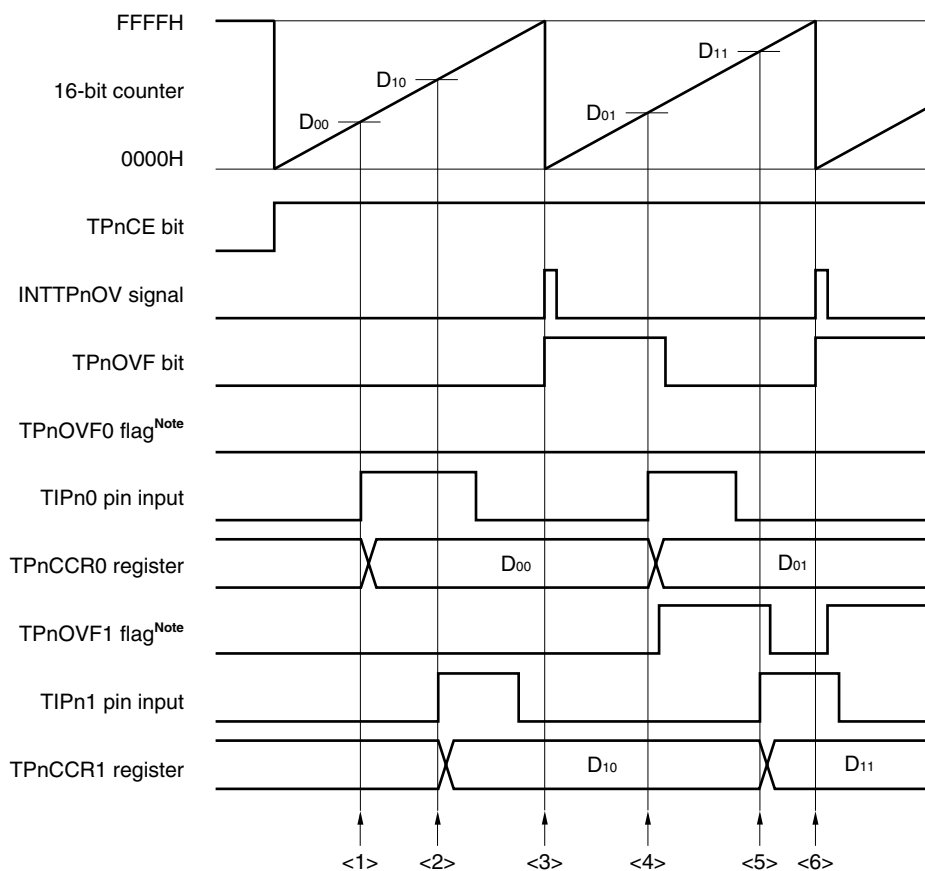 FFFFH
D11
D10
16-bit counter
D01
D00
0000H
TPnCE bit
INTTPnOV signal
TPnOVF bit
TPnOVF0 flagNote
TIPn0 pin input
TPnCCR0 register
D00
D01
TPnOVF1 flagNote
TIPn1 pin input
TPnCCR1 register
D10
D11
<1> <2> <3> <4> <5> <6>